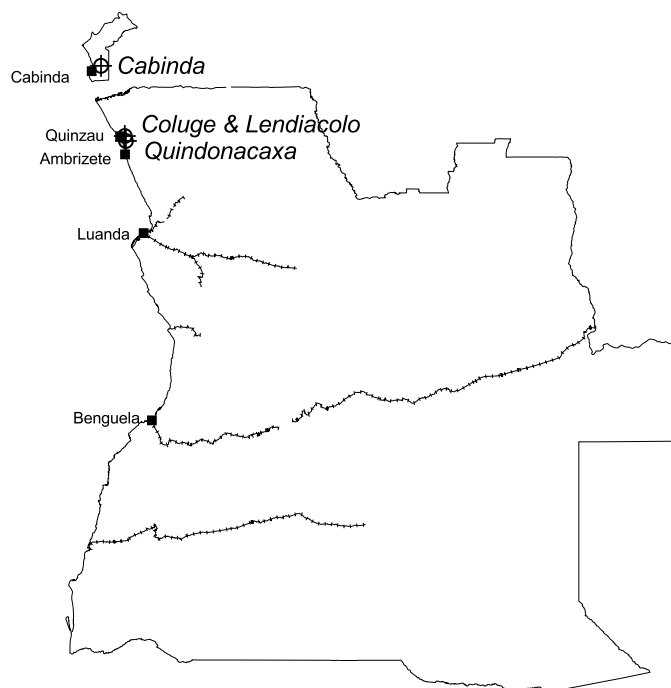 Cabinda
Cabinda
Coluge & Lendiacolo
Quinzau
Quindonacaxa
Ambrizete
Luanda
Benguela